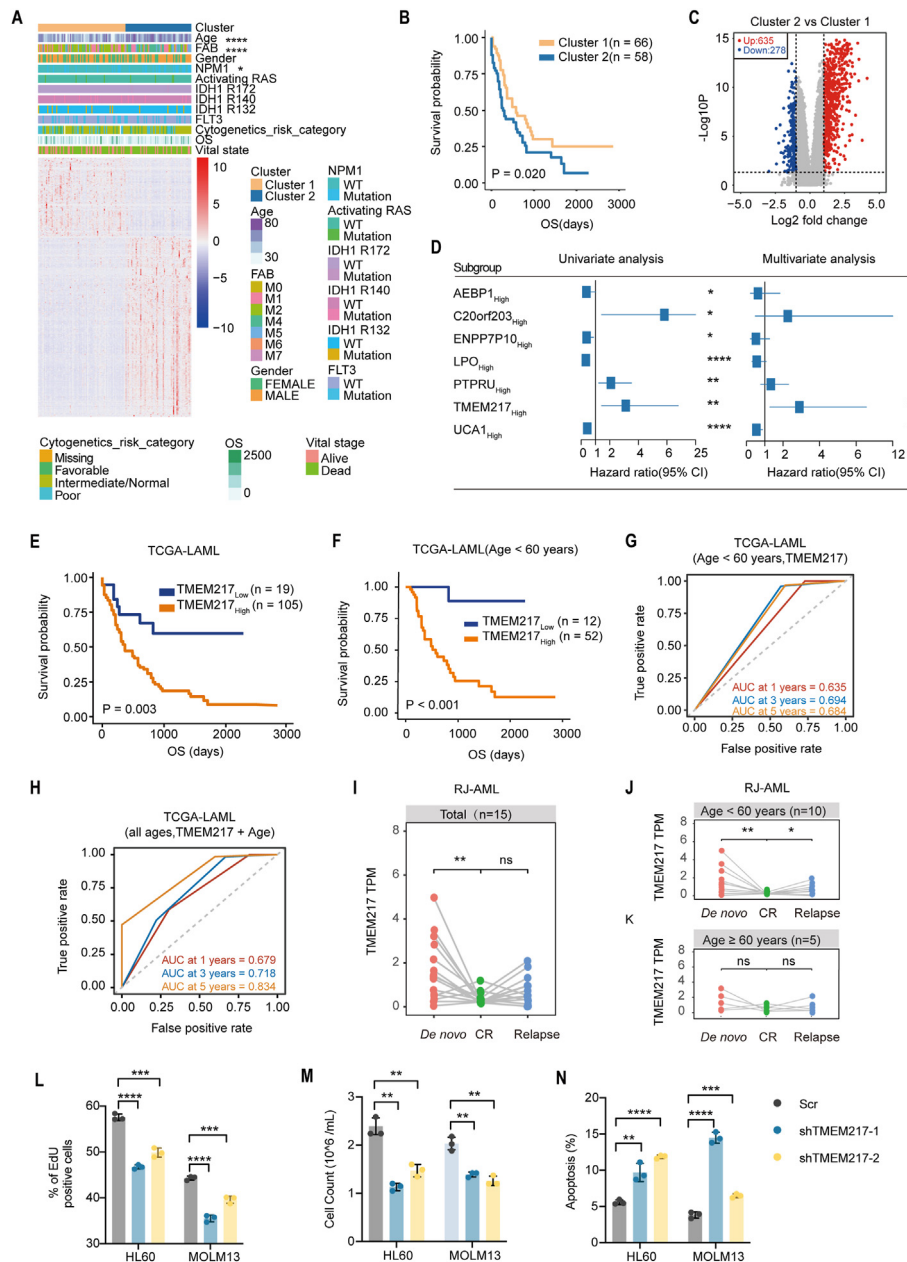 A
Cluster
Age ****
FAB ****
Gender
NPM1 *
Activating RAS
IDH1 R172
IDH1 R140
IDH1 R132
FLT3
Cytogenetics_risk_category
OS
Vital state
10
5
0
−5
−10
Cluster
Cluster 1
Cluster 2
Age
80
30
FAB
M0
M1
M2
M4
M5
M6
M7
Gender
FEMALE
MALE
NPM1
WT
Mutation
Activating RAS
WT
Mutation
IDH1 R172
WT
Mutation
IDH1 R140
WT
Mutation
IDH1 R132
WT
Mutation
FLT3
WT
Mutation
Cytogenetics_risk_category
Missing
Favorable
Intermediate/Normal
Poor
OS
2500
0
Vital stage
Alive
Dead
B
Survival probability
1.00
0.75
0.50
0.25
0.00
Cluster 1(n = 66)
Cluster 2(n = 58)
P = 0.020
0 1000 2000 3000
OS(days)
C
Cluster 2 vs Cluster 1
Up:635
Down:278
-Log10P
15
10
5
1
−5.0 −2.5 0.0 2.5 5.0
Log2 fold change
D
Univariate analysis Multivariate analysis
Subgroup
AEBP1High *
C20orf203High *
ENPP7P10High *
LPOHigh ****
PTPRUHigh **
TMEM217High **
UCA1High ****
0 1 2 6 25
Hazard ratio(95% CI)
0 1 2 6 12
Hazard ratio(95% CI)
E
TCGA-LAML
Survival probability
1.00
0.75
0.50
0.25
0.00
TMEM217Low (n = 19)
TMEM217High (n = 105)
P = 0.003
0 1000 2000 3000
OS (days)
F
TCGA-LAML(Age < 60 years)
Survival probability
1.00
0.75
0.50
0.25
0.00
TMEM217Low (n = 12)
TMEM217High (n = 52)
P < 0.001
0 1000 2000 3000
OS (days)
G
TCGA-LAML
(Age < 60 years,TMEM217)
True positive rate
1.00
0.75
0.50
0.25
0.00
AUC at 1 years = 0.635
AUC at 3 years = 0.694
AUC at 5 years = 0.684
0.00 0.25 0.50 0.75 1.00
False positive rate
H
TCGA-LAML
(all ages,TMEM217 + Age)
True positive rate
1.00
0.75
0.50
0.25
0.00
AUC at 1 years = 0.679
AUC at 3 years = 0.718
AUC at 5 years = 0.834
0.00 0.25 0.50 0.75 1.00
False positive rate
I
RJ-AML
Total (n=15)
TMEM217 TPM
8
6
4
2
0
** ns
De novo CR Relapse
J
RJ-AML
Age < 60 years (n=10)
TMEM217 TPM
8
6
4
2
0
** *
De novo CR Relapse
K
Age ≥ 60 years (n=5)
TMEM217 TPM
8
6
4
2
0
ns ns
De novo CR Relapse
L
% of EdU
positive cells
60
50
40
30
***
****
***
****
HL60 MOLM13
M
Cell Count (10^6 /mL)
3
2
1
0
**
**
**
**
HL60 MOLM13
N
Apoptosis (%)
20
15
10
5
0
****
**
***
****
HL60 MOLM13
Scr
shTMEM217-1
shTMEM217-2